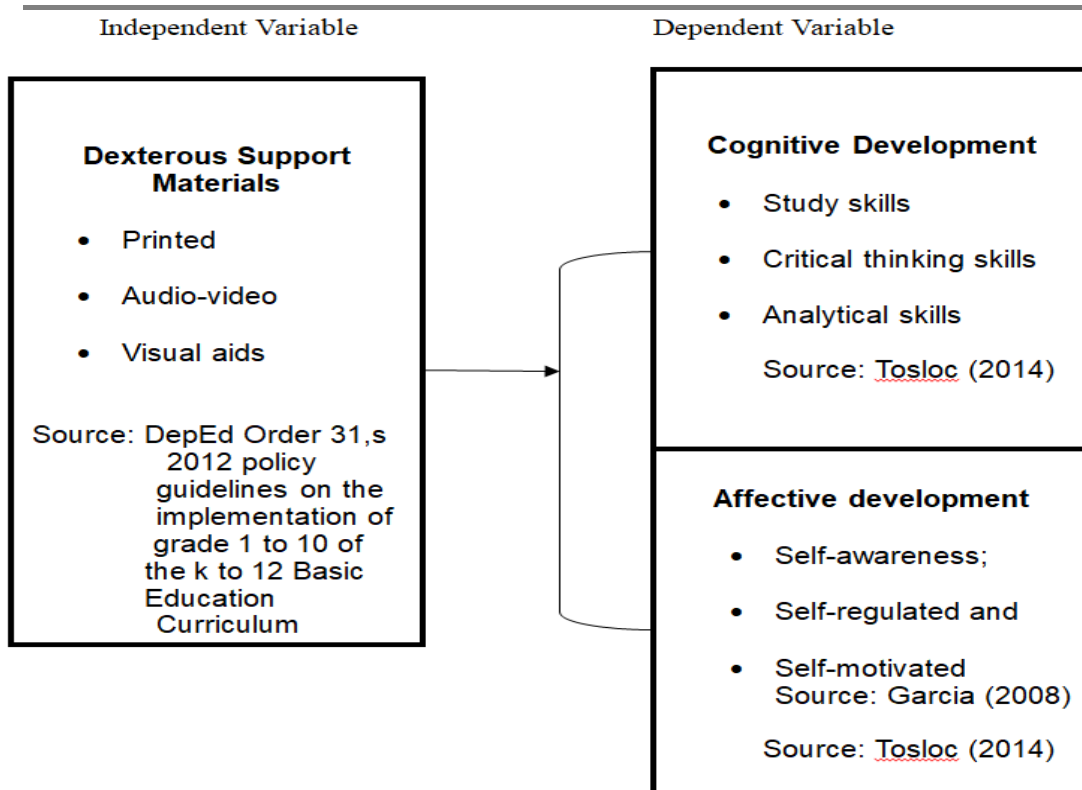 Independent Variable
Dependent Variable
Dexterous Support
Materials
• Printed
• Audio-video
• Visual aids
Source: DepEd Order 31,s
2012 policy
guidelines on the
implementation of
grade 1 to 10 of
the k to 12 Basic
Education
Curriculum
Cognitive Development
• Study skills
• Critical thinking skills
• Analytical skills
Source: Tosloc (2014)
Affective development
• Self-awareness;
• Self-regulated and
• Self-motivated
Source: Garcia (2008)
Source: Tosloc (2014)